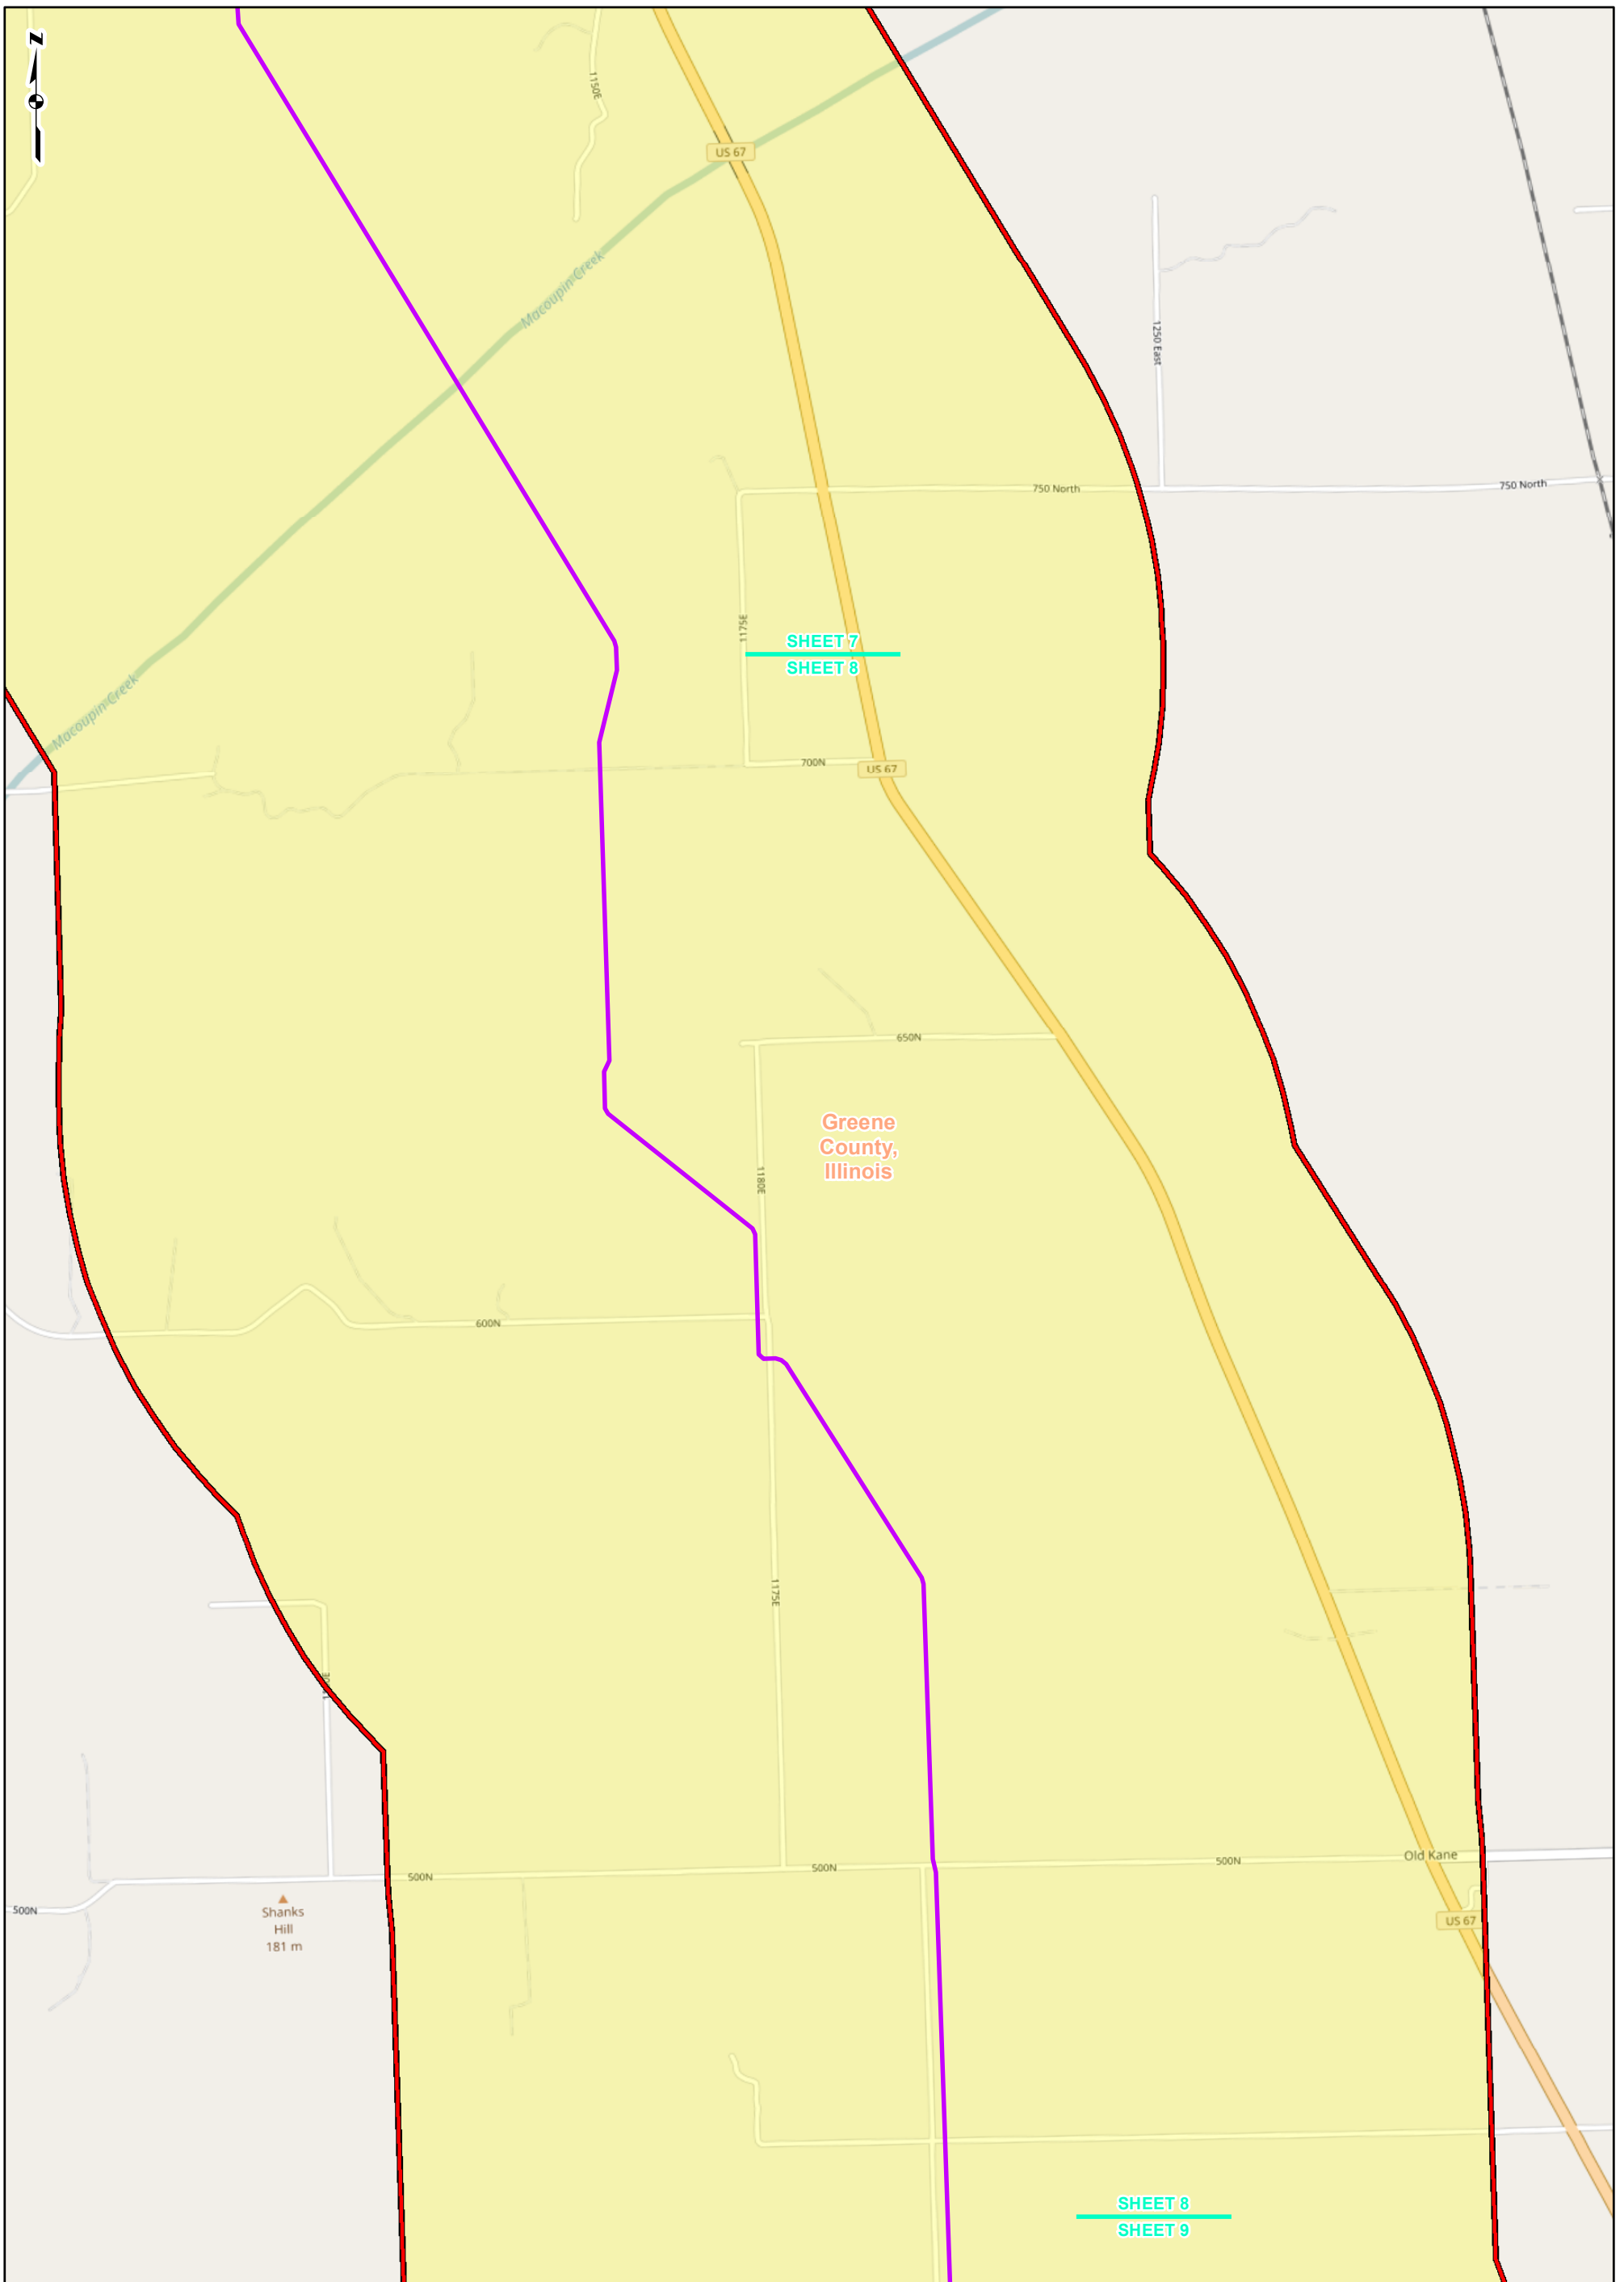 N
1150E
US 67
Macoupin Creek
1250 East
750 North
750 North
1175E
SHEET 7
SHEET 8
Macoupin Creek
700N
US 67
650N
Greene
County,
Illinois
1180E
600N
1175E
500N
500N
500N
Old Kane
500N
Shanks
Hill
181 m
US 67
SHEET 8
SHEET 9